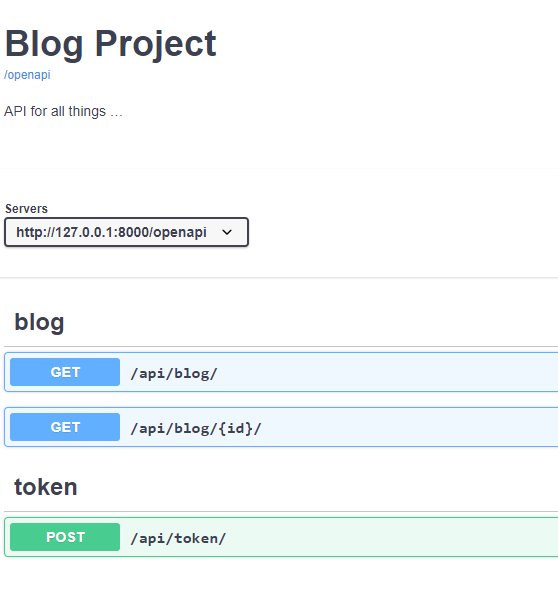 Blog Project
/openapi
API for all things …
Servers
http://127.0.0.1:8000/openapi
blog
GET /api/blog/
GET /api/blog/{id}/
token
POST /api/token/